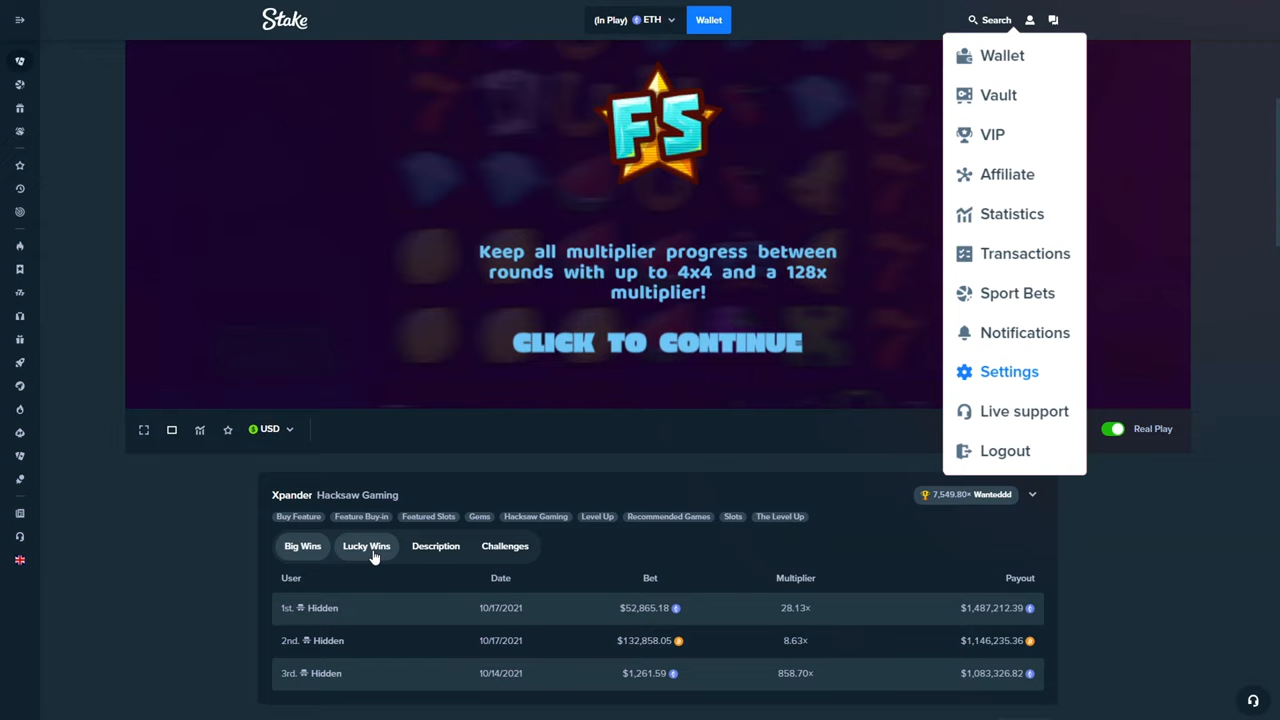 Stake
(In Play) ETH
Wallet
Search
Wallet
Vault
VIP
Affiliate
Statistics
Transactions
Sport Bets
Notifications
Settings
Live support
Logout
FS
Keep all multiplier progress between
rounds with up to 4x4 and a 128x
multiplier!
CLICK TO CONTINUE
USD
Real Play
Xpander Hacksaw Gaming
7,549.80× Wanteddd
Buy Feature Feature Buy-in Featured Slots Gems Hacksaw Gaming Level Up Recommended Games Slots The Level Up
Big Wins Lucky Wins Description Challenges
User Date Bet Multiplier Payout
1st. Hidden 10/17/2021 $52,865.18 28.13× $1,487,212.39
2nd. Hidden 10/17/2021 $132,858.05 8.63× $1,146,235.36
3rd. Hidden 10/14/2021 $1,261.59 858.70× $1,083,326.82